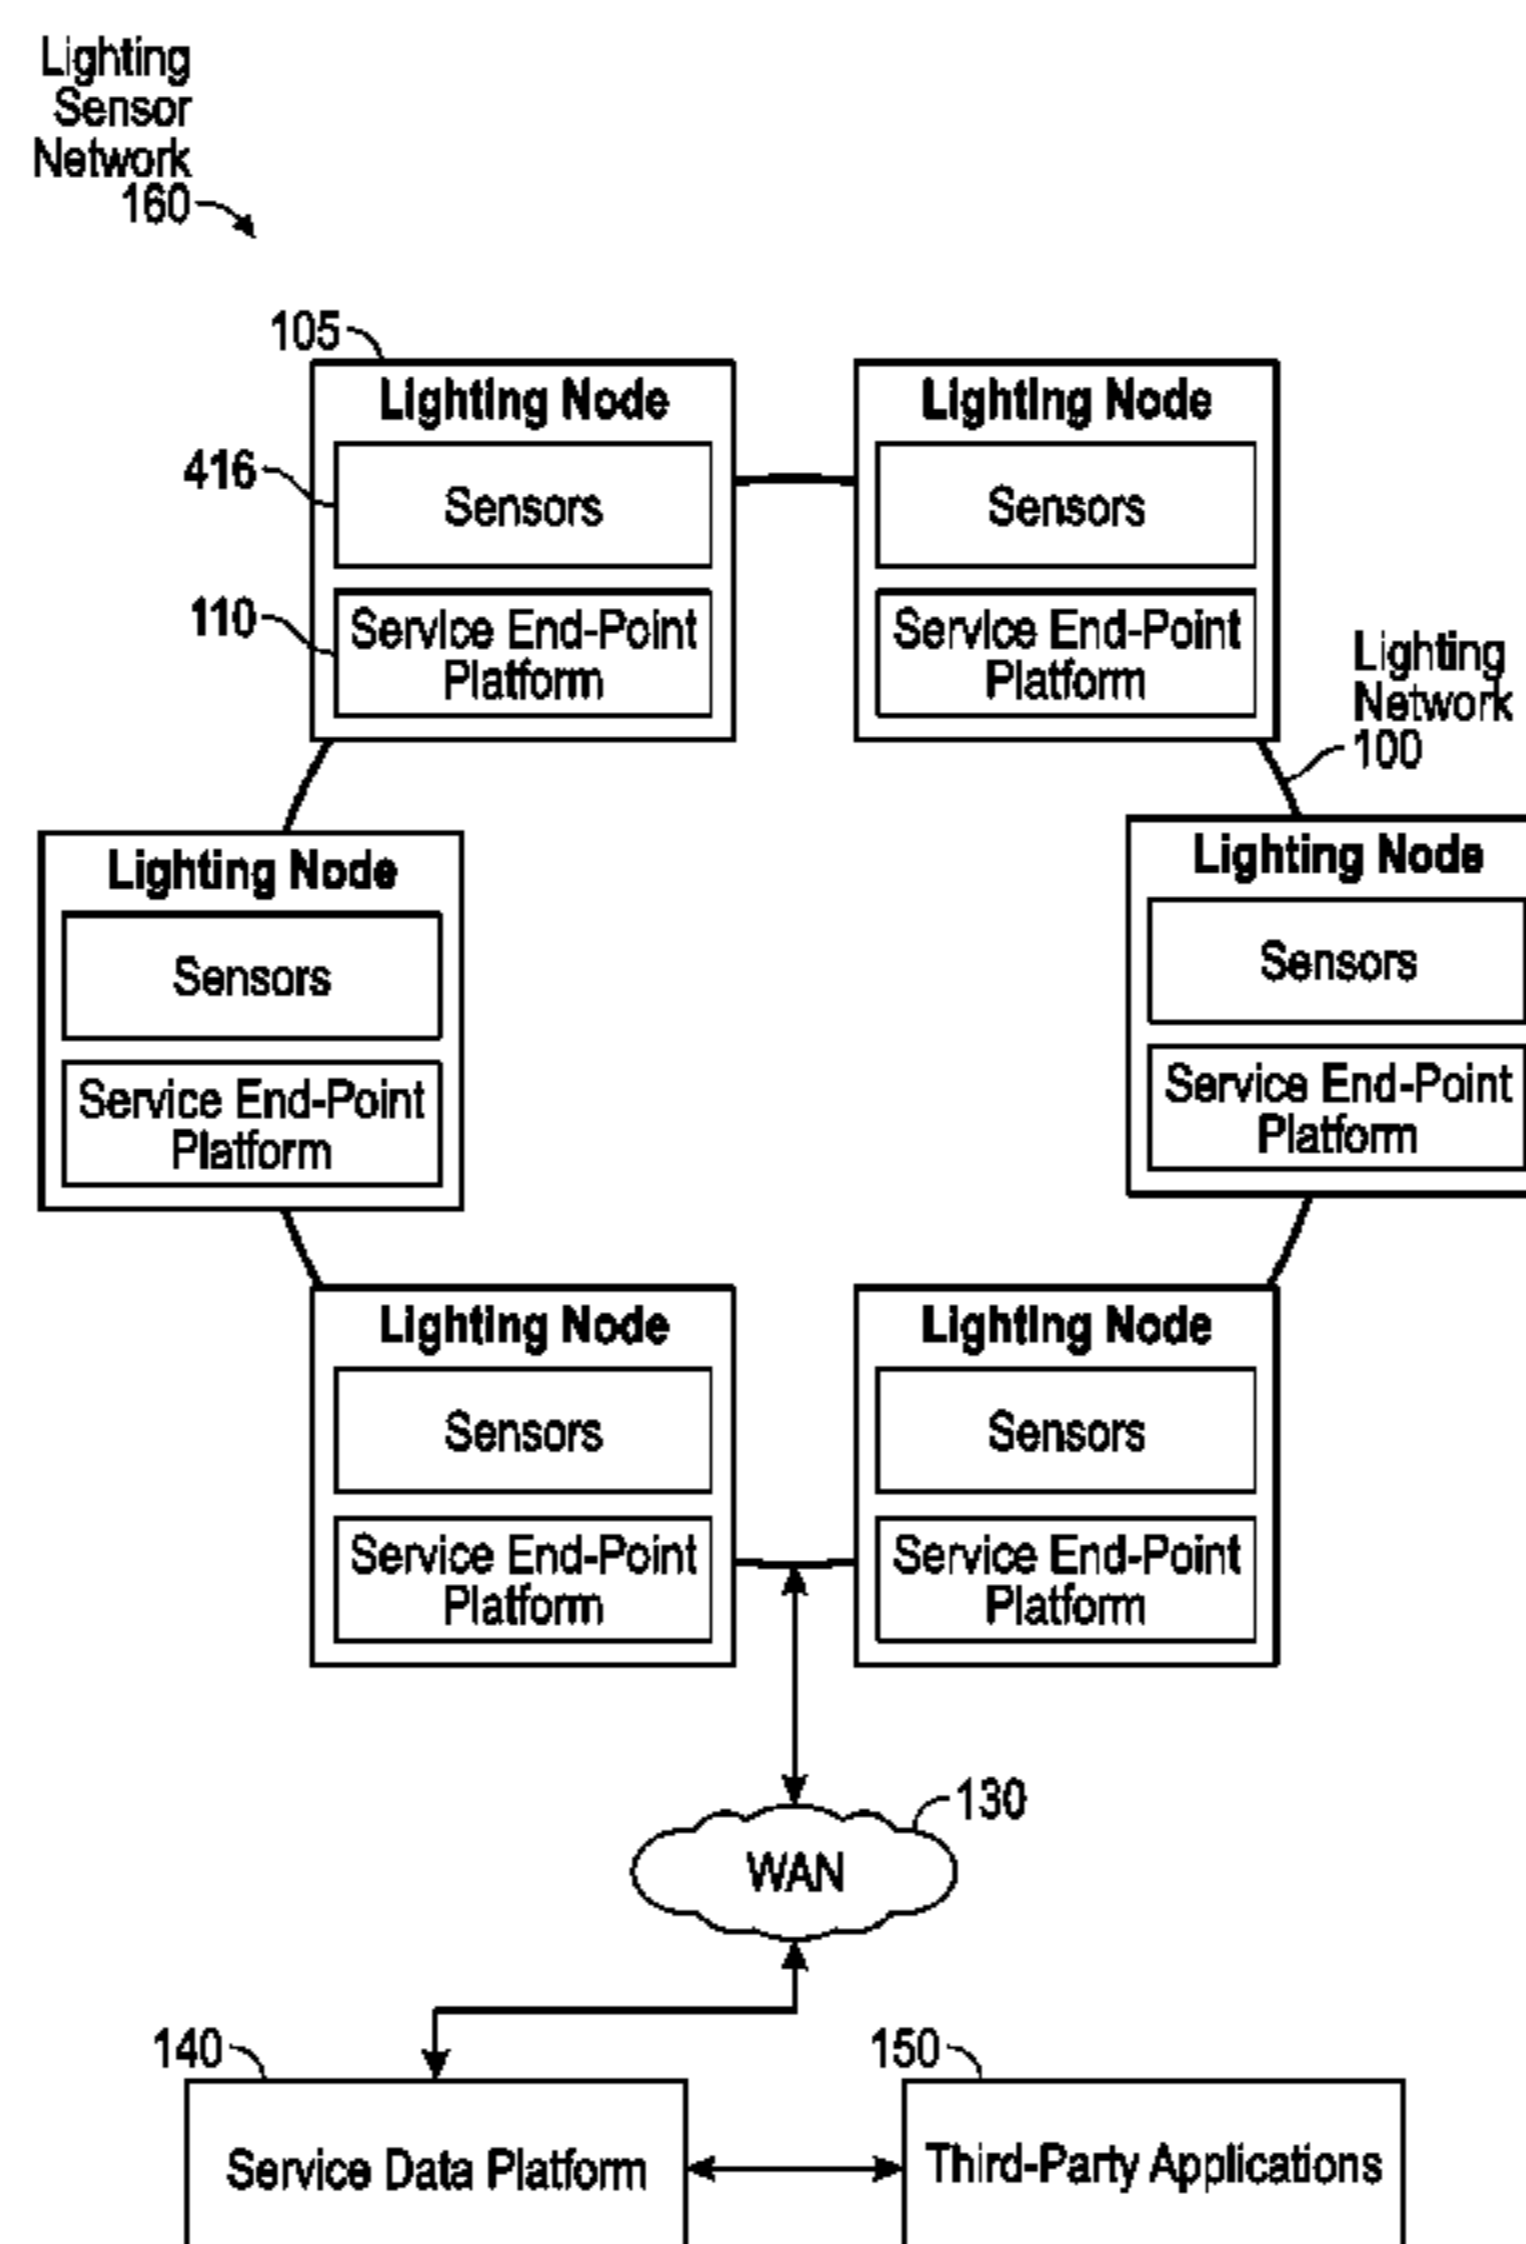 Lighting
Sensor
Network
160
105
Lighting Node
416
Sensors
110
Service End-Point
Platform
Lighting Node
Sensors
Service End-Point
Platform
Lighting
Network
100
Lighting Node
Sensors
Service End-Point
Platform
Lighting Node
Sensors
Service End-Point
Platform
Lighting Node
Sensors
Service End-Point
Platform
Lighting Node
Sensors
Service End-Point
Platform
130
WAN
140
Service Data Platform
150
Third-Party Applications